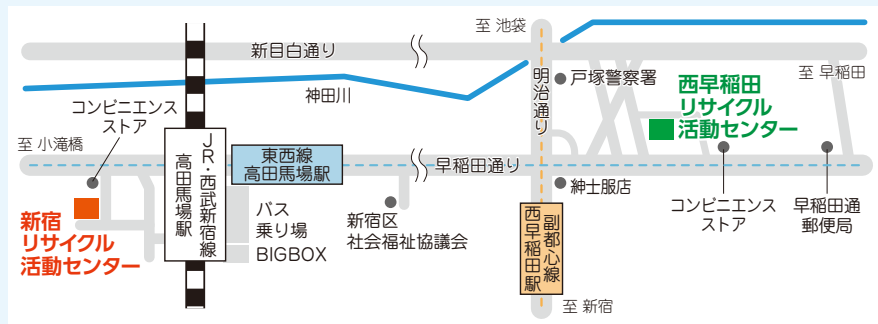 至 池袋
新目白通り
至 早稲田
明治通り
戸塚警察署
西早稲田
リサイクル
活動センター
神田川
コンビニエンス
ストア
至 小滝橋
JR・西武新宿線
高田馬場駅
東西線
高田馬場駅
早稲田通り
新宿
リサイクル
活動センター
バス
乗り場
BIGBOX
新宿区
社会福祉協議会
紳士服店
副都心線
西早稲田駅
コンビニエンス
ストア
早稲田通
郵便局
至 新宿